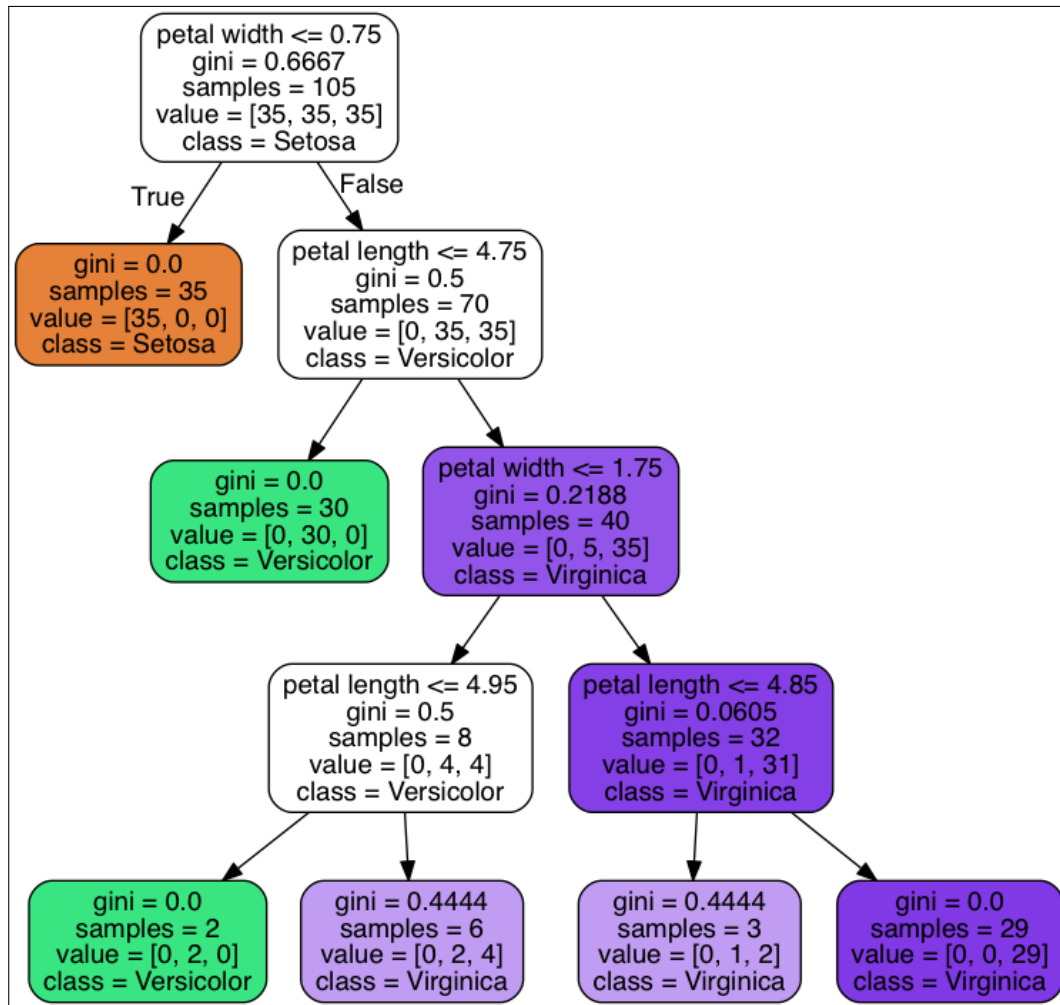 petal width <= 0.75
gini = 0.6667
samples = 105
value = [35, 35, 35]
class = Setosa
True
False
gini = 0.0
samples = 35
value = [35, 0, 0]
class = Setosa
petal length <= 4.75
gini = 0.5
samples = 70
value = [0, 35, 35]
class = Versicolor
gini = 0.0
samples = 30
value = [0, 30, 0]
class = Versicolor
petal width <= 1.75
gini = 0.2188
samples = 40
value = [0, 5, 35]
class = Virginica
petal length <= 4.95
gini = 0.5
samples = 8
value = [0, 4, 4]
class = Versicolor
petal length <= 4.85
gini = 0.0605
samples = 32
value = [0, 1, 31]
class = Virginica
gini = 0.0
samples = 2
value = [0, 2, 0]
class = Versicolor
gini = 0.4444
samples = 6
value = [0, 2, 4]
class = Virginica
gini = 0.4444
samples = 3
value = [0, 1, 2]
class = Virginica
gini = 0.0
samples = 29
value = [0, 0, 29]
class = Virginica